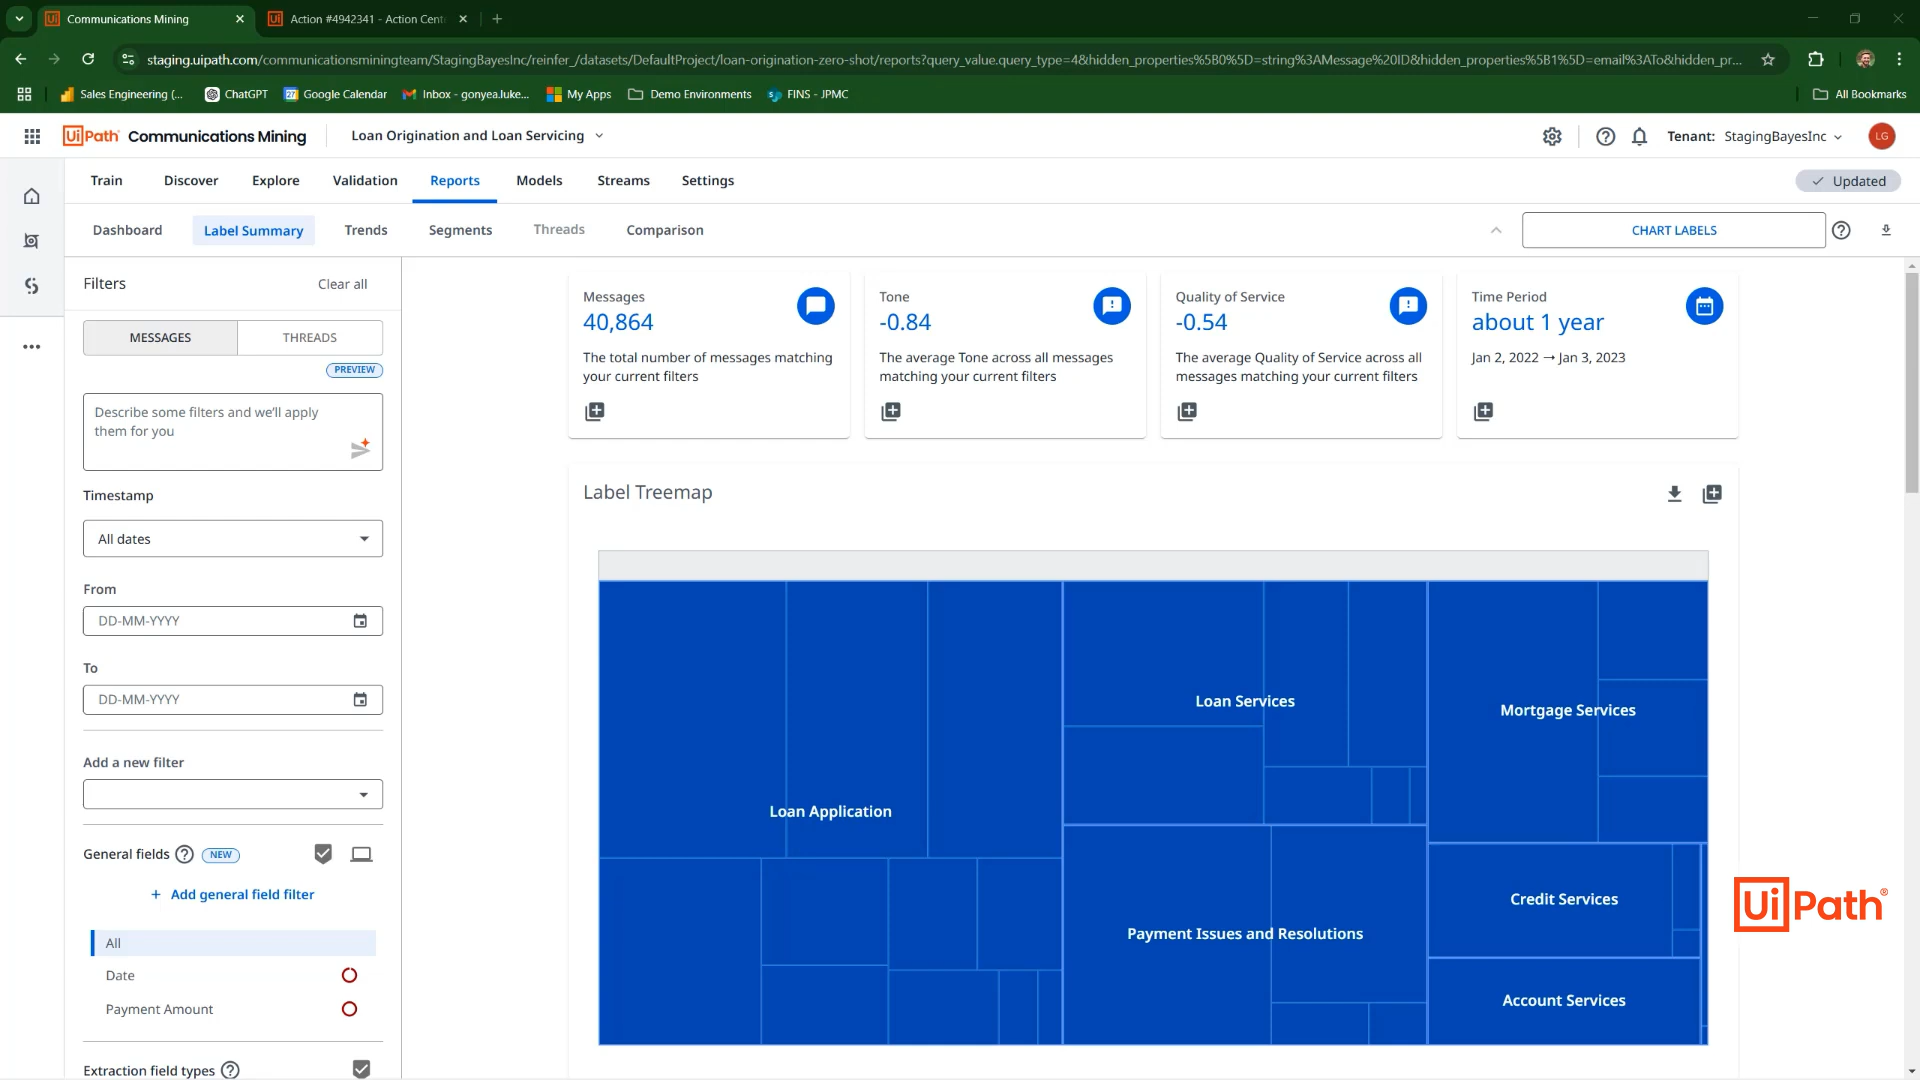 Communications Mining
Action #4942341 - Action Cent
staging.uipath.com/communicationsminingteam/StagingBayesInc/reinfer_/datasets/DefaultProject/loan-origination-zero-shot/reports?query_value.query_type=4&hidden_properties%5B0%5D=string%3AMessage%20ID&hidden_properties%5B1%5D=email%3ATo&hidden_pr...
Sales Engineering (... ChatGPT Google Calendar Inbox - gonyea.luke... My Apps Demo Environments FINS - JPMC All Bookmarks
UiPath Communications Mining Loan Origination and Loan Servicing Tenant: StagingBayesInc LG
Train Discover Explore Validation Reports Models Streams Settings Updated
Dashboard Label Summary Trends Segments Threads Comparison CHART LABELS
Filters Clear all
MESSAGES THREADS
PREVIEW
Describe some filters and we'll apply
them for you
Timestamp
All dates
From
DD-MM-YYYY
To
DD-MM-YYYY
Add a new filter
General fields NEW
+ Add general field filter
All
Date
Payment Amount
Extraction field types
Messages
40,864
The total number of messages matching
your current filters
Tone
-0.84
The average Tone across all messages
matching your current filters
Quality of Service
-0.54
The average Quality of Service across all
messages matching your current filters
Time Period
about 1 year
Jan 2, 2022 → Jan 3, 2023
Label Treemap
Loan Application
Loan Services
Mortgage Services
Payment Issues and Resolutions
Credit Services
Account Services
UiPath®